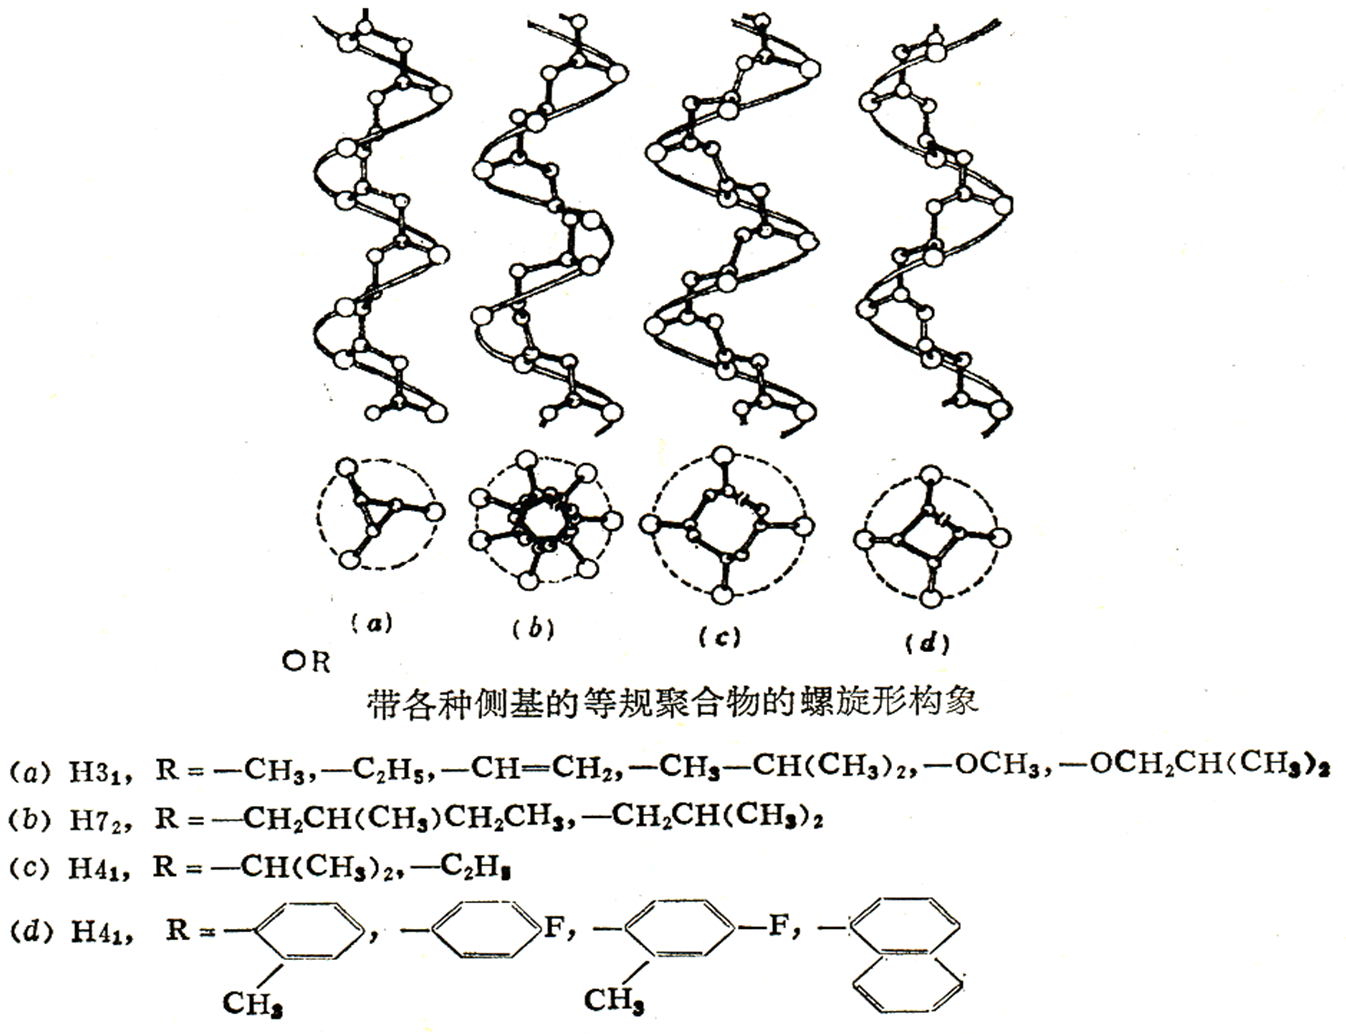 (a) (b) (c) (d)
OR
带各种侧基的等规聚合物的螺旋形构象
(a) H3₁, R=—CH₃,—C₂H₅,—CH=CH₂,—CH₃—CH(CH₃)₂,—OCH₃,—OCH₂CH(CH₃)₂
(b) H7₂, R=—CH₂CH(CH₃)CH₂CH₃,—CH₂CH(CH₃)₂
(c) H4₁, R=—CH(CH₃)₂,—C₂H₅
(d) H4₁, R=— , — F, — —F, —
CH₃ CH₃